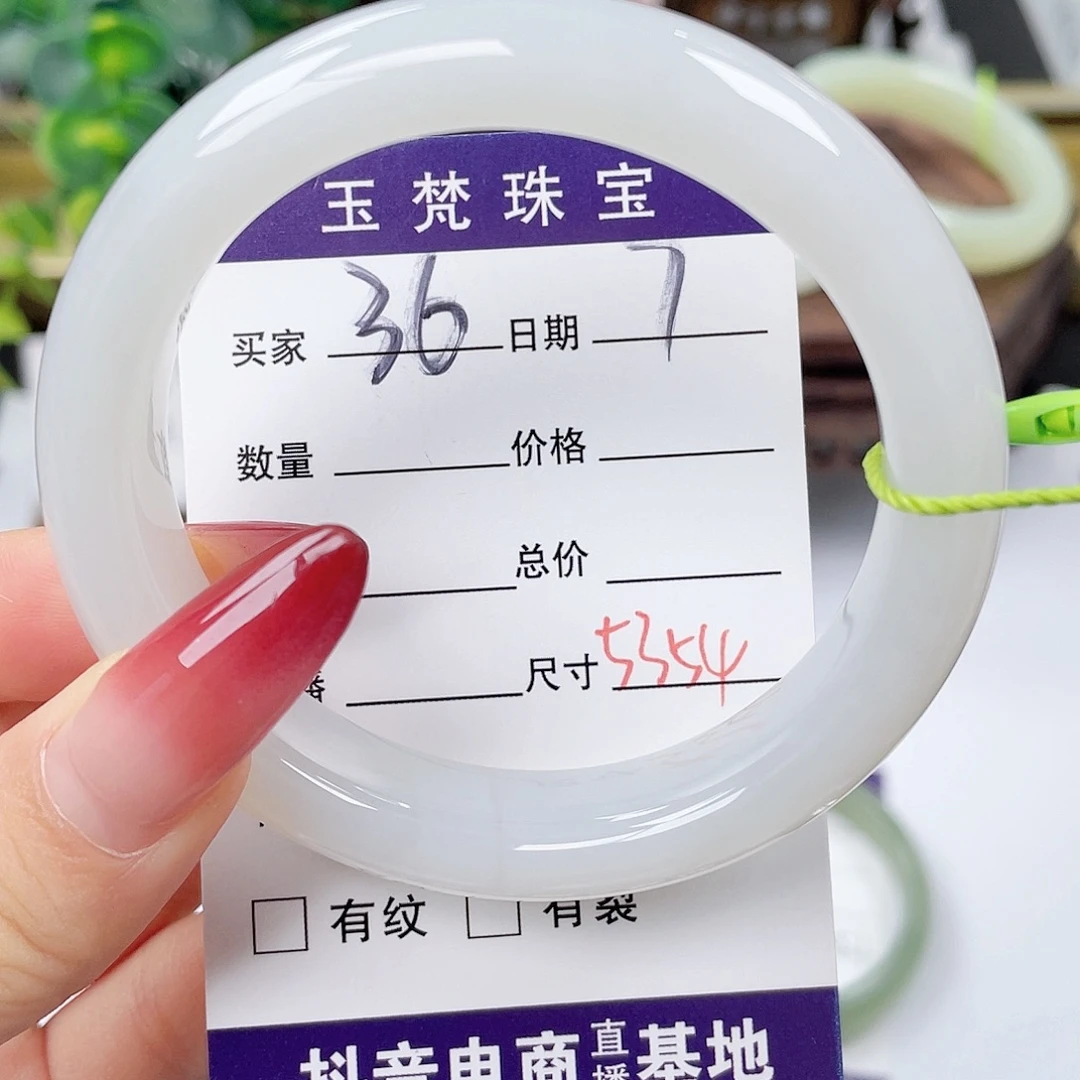 玉梵珠宝
买家 36 日期 7
数量 价格
总价
播 尺寸 5354
有纹 有裂
抖音电商直播基地